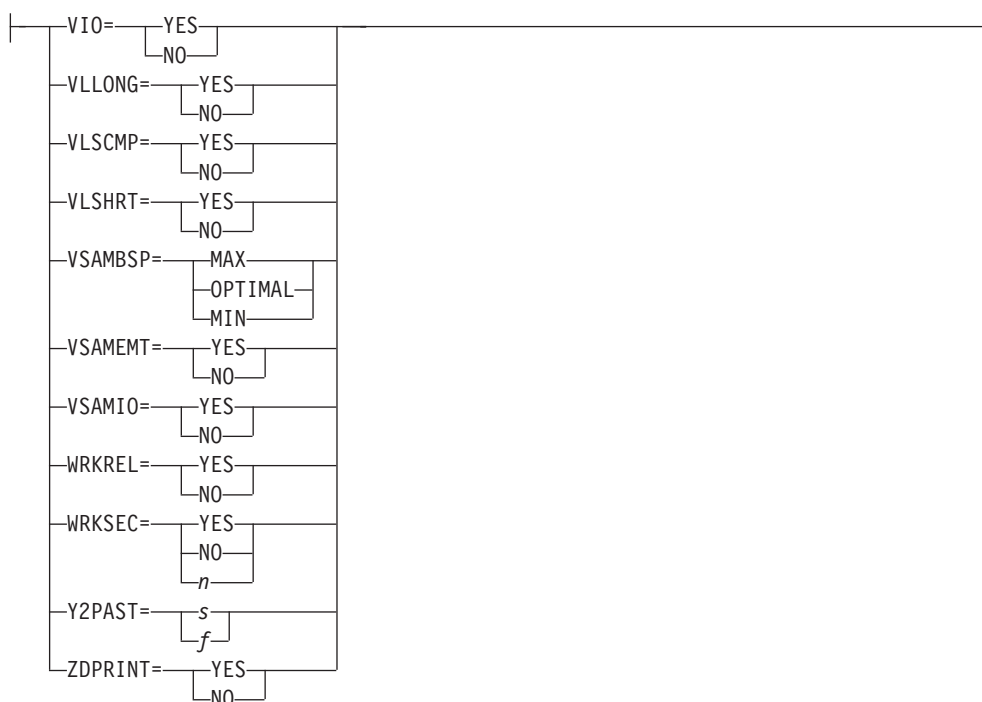 VIO= YES
NO
VLLONG= YES
NO
VLSCMP= YES
NO
VLSHRT= YES
NO
VSAMBSP= MAX
OPTIMAL
MIN
VSAMEMT= YES
NO
VSAMIO= YES
NO
WRKREL= YES
NO
WRKSEC= YES
NO
n
Y2PAST= s
f
ZDPRINT= YES
NO